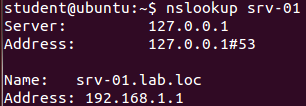 student@ubuntu:~$ nslookup srv-01
Server:		127.0.0.1
Address:	127.0.0.1#53

Name:	srv-01.lab.loc
Address: 192.168.1.1